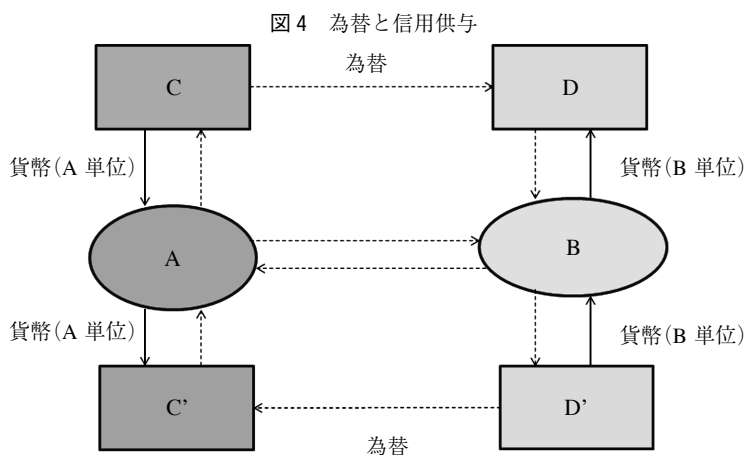 図4 為替と信用供与
為替
C
D
貨幣(A 単位)
貨幣(B 単位)
A
B
貨幣(A 単位)
貨幣(B 単位)
C’
D’
為替